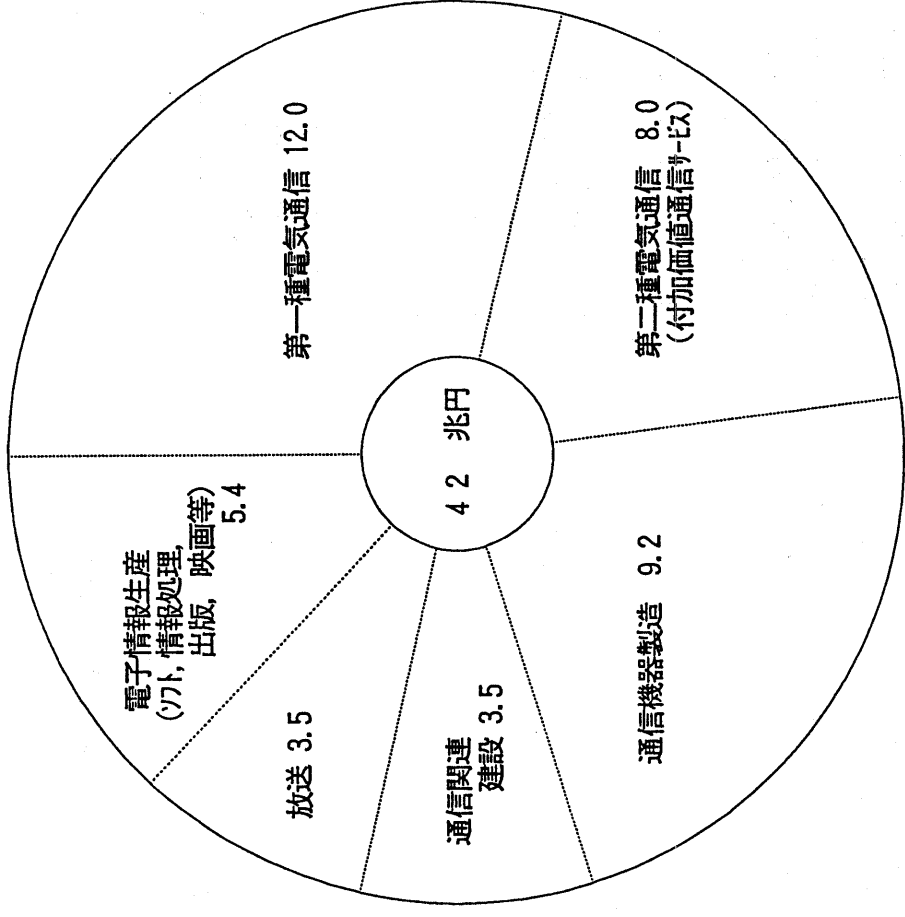 第一種電気通信 12.0
第二種電気通信 8.0
(付加価値通信ｻｰﾋﾞｽ)
通信機器製造 9.2
通信関連
建設 3.5
放送 3.5
電子情報生産
(ｿﾌﾄ, 情報処理,
出版, 映画等)
5.4
42 兆円